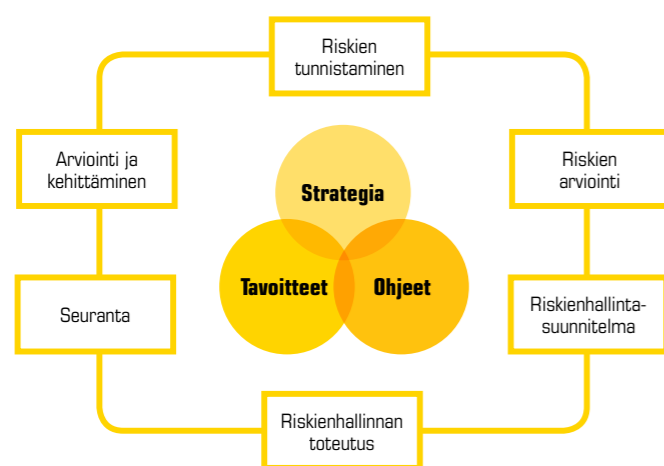 Riskien
tunnistaminen
Arviointi ja
kehittäminen
Riskien
arviointi
Strategia
Tavoitteet
Ohjeet
Seuranta
Riskienhallinta-
suunnitelma
Riskienhallinnan
toteutus